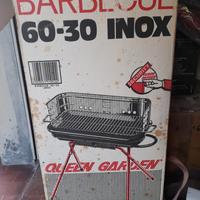 BARBECUE
60-30 INOX
QUEEN GARDEN